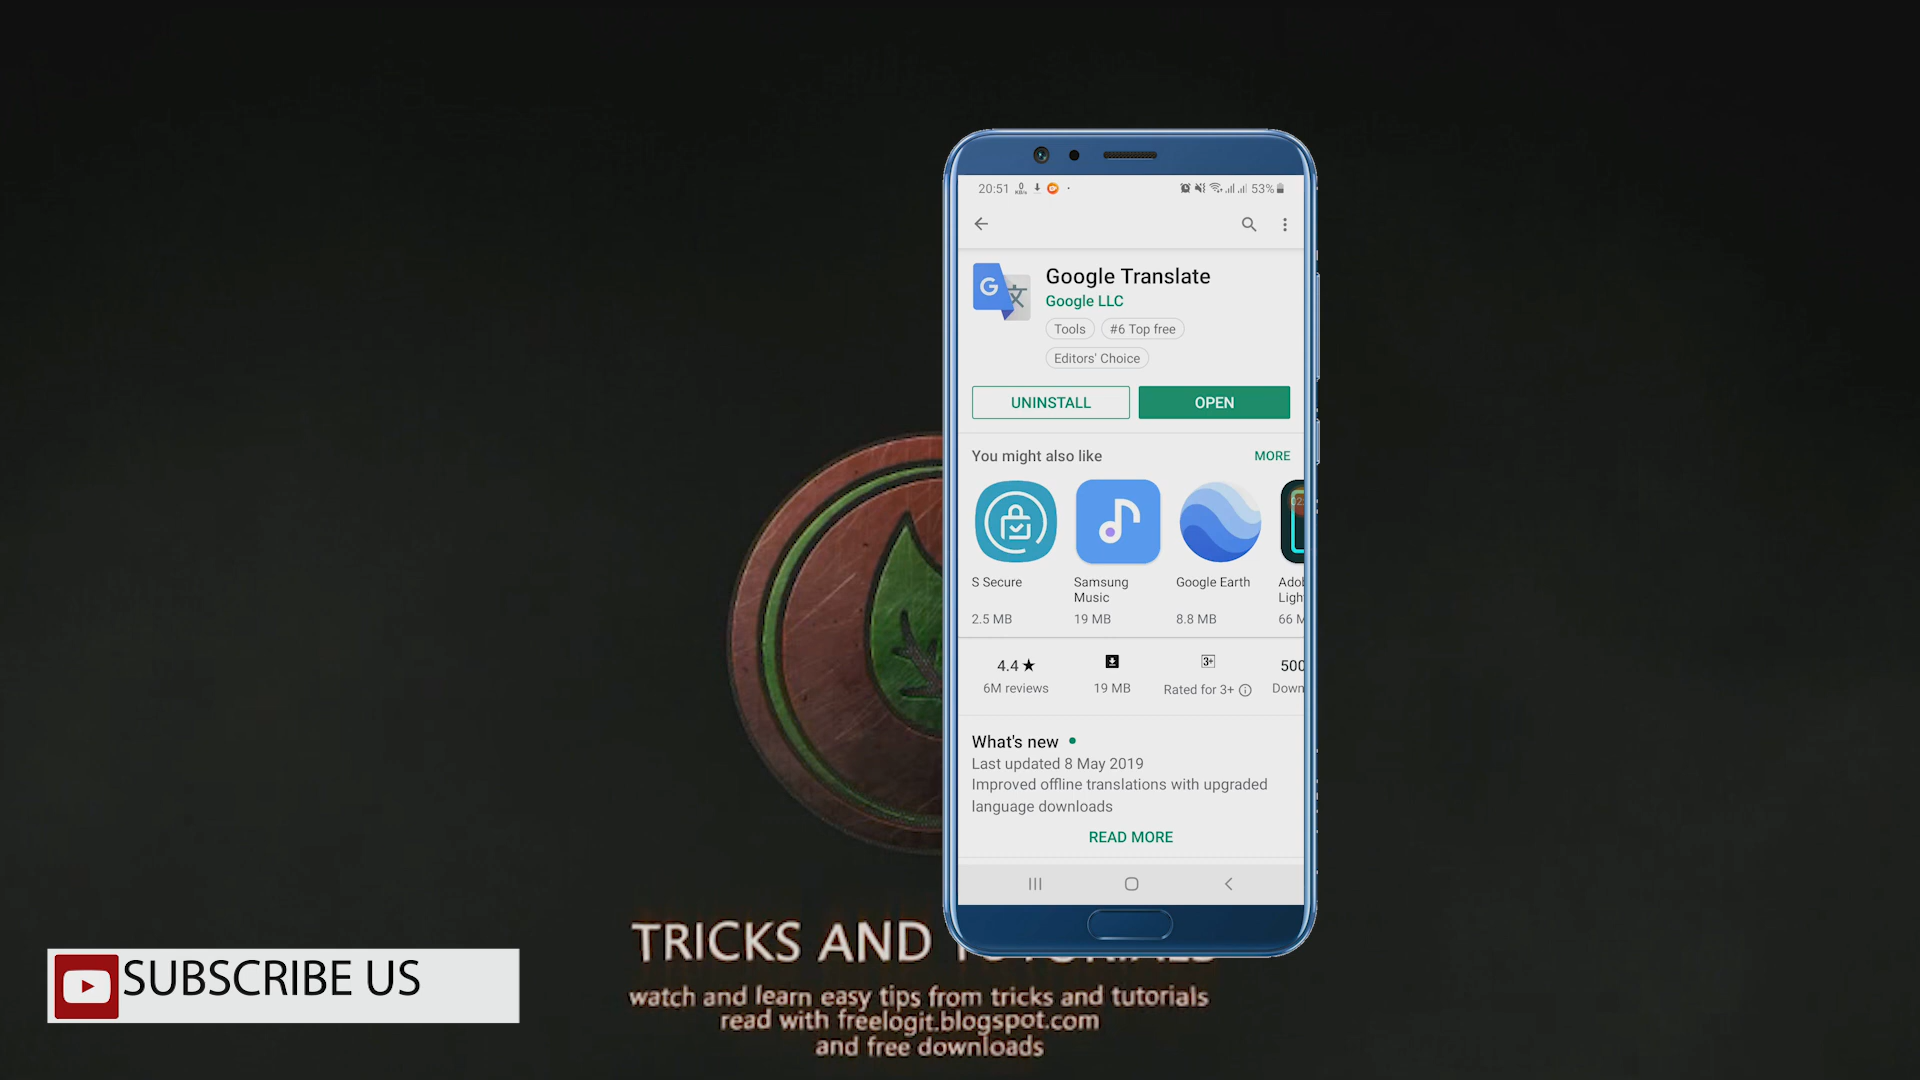 20:51
0
KB/s
53%
Google Translate
Google LLC
Tools
#6 Top free
Editors' Choice
UNINSTALL
OPEN
You might also like
MORE
S Secure
Samsung
Music
Google Earth
Adob
Ligh
2.5 MB
19 MB
8.8 MB
66 M
4.4★
3+
500
6M reviews
19 MB
Rated for 3+
Down
What's new
Last updated 8 May 2019
Improved offline translations with upgraded
language downloads
READ MORE
SUBSCRIBE US
TRICKS AND TUTORIALS
watch and learn easy tips from tricks and tutorials
read with freelogit.blogspot.com
and free downloads